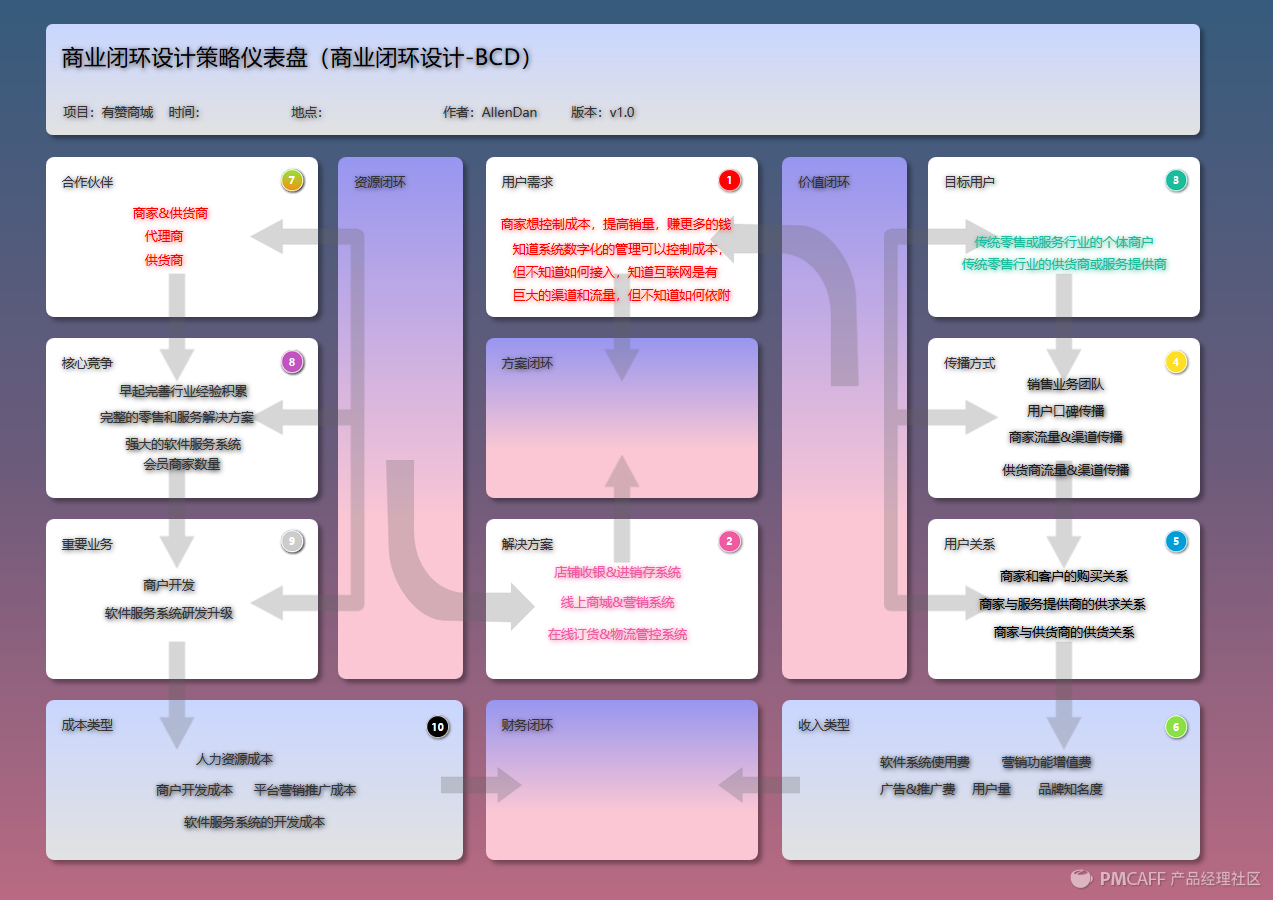 商业闭环设计策略仪表盘（商业闭环设计-BCD）
项目：有赞商城 时间： 地点： 作者：AllenDan 版本：v1.0
合作伙伴 7
商家&供货商
代理商
供货商
资源闭环
用户需求 1
商家想控制成本，提高销量，赚更多的钱
知道系统数字化的管理可以控制成本，
但不知道如何接入，知道互联网是有
巨大的渠道和流量，但不知道如何依附
价值闭环
目标用户 3
传统零售或服务行业的个体商户
传统零售行业的供货商或服务提供商
核心竞争 8
早起完善行业经验积累
完整的零售和服务解决方案
强大的软件服务系统
会员商家数量
方案闭环
传播方式 4
销售业务团队
用户口碑传播
商家流量&渠道传播
供货商流量&渠道传播
重要业务 9
商户开发
软件服务系统研发升级
解决方案 2
店铺收银&进销存系统
线上商城&营销系统
在线订货&物流管控系统
用户关系 5
商家和客户的购买关系
商家与服务提供商的供求关系
商家与供货商的供货关系
成本类型 10
人力资源成本
商户开发成本 平台营销推广成本
软件服务系统的开发成本
财务闭环
收入类型 6
软件系统使用费 营销功能增值费
广告&推广费 用户量 品牌知名度
PMCAFF 产品经理社区